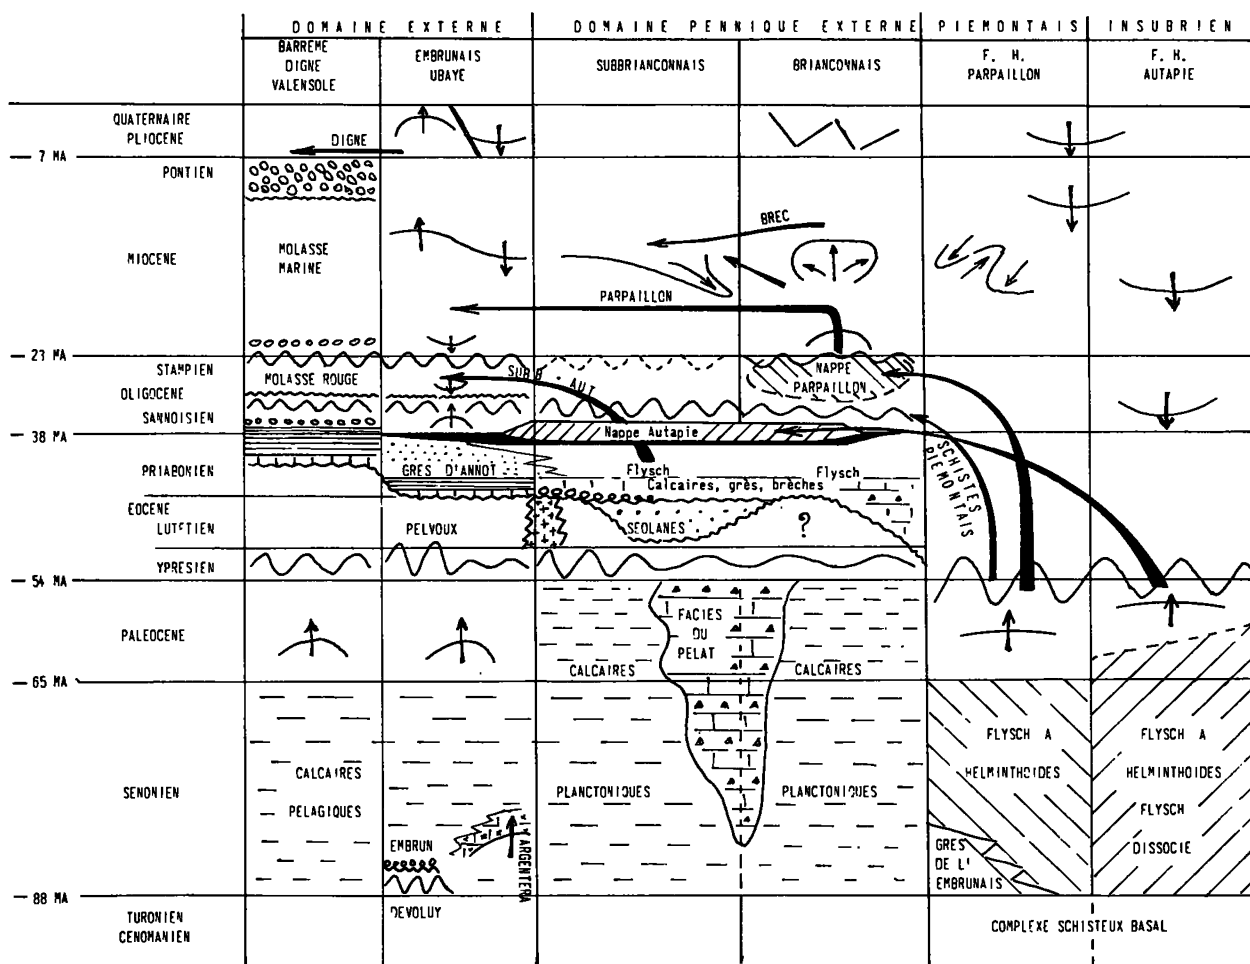 DOMAINE EXTERNE
DOMAINE PENNIQUE EXTERNE
PIEMONTAIS
INSUBRIEN
BARREME
DIGNE
VALENSOLE
EMBRUNAIS
UBAYE
SUBBRIANCONNAIS
BRIANCONNAIS
F. H.
PARPAILLON
F. H.
AUTAPIE
QUATERNAIRE
PLIOCENE
DIGNE
7 MA
PONTIEN
MIOCENE
MOLASSE
MARINE
BREC
PARPAILLON
23 MA
STAMPIEN
OLIGOCENE
SANNOISIEN
MOLASSE ROUGE
SUBB. AUT
NAPPE
PARPAILLON
38 MA
Nappe Autapie
SCHISTES
PIEMONTAIS
PRIABONIEN
GRES D'ANNOT
Flysch
Flysch
Calcaires, grès, brèches
EOCENE
LUTETIEN
PELVOUX
SEOLANES
?
YPRESIEN
54 MA
PALEOCENE
FACIES
DU
PELAT
CALCAIRES
CALCAIRES
65 MA
SENONIEN
CALCAIRES
PELAGIQUES
PLANCTONIQUES
PLANCTONIQUES
FLYSCH A
HELMINTHOIDES
FLYSCH A
HELMINTHOIDES
FLYSCH
DISSOCIE
EMBRUN
ARGENTERA
GRES
DE L'
EMBRUNAIS
88 MA
DEVOLUY
TURONIEN
CENOMANIEN
COMPLEXE SCHISTEUX BASAL